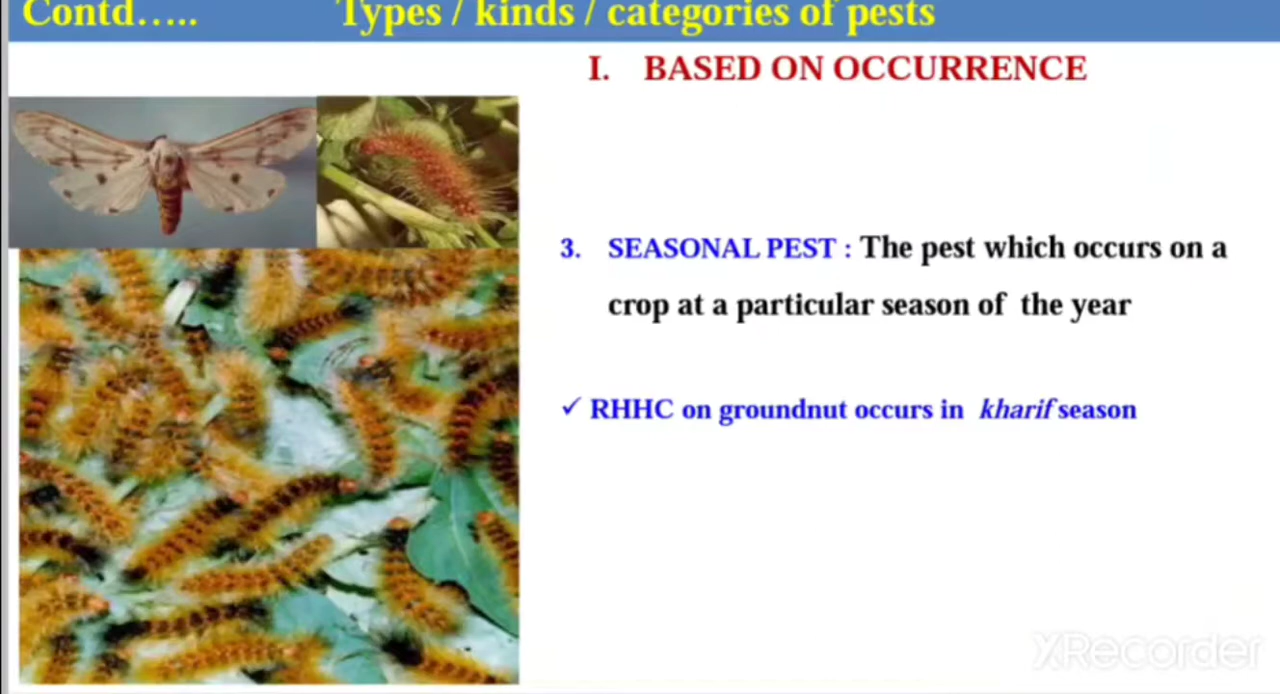 Contd..... Types / kinds / categories of pests
I. BASED ON OCCURRENCE
3. SEASONAL PEST : The pest which occurs on a
crop at a particular season of the year
✓ RHHC on groundnut occurs in kharif season
XRecorder